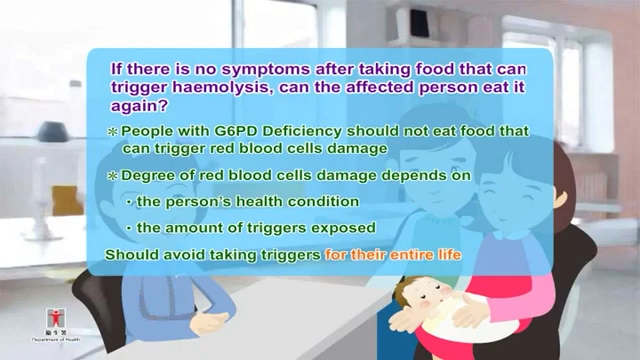 If there is no symptoms after taking food that can
trigger haemolysis, can the affected person eat it
again?
* People with G6PD Deficiency should not eat food that
can trigger red blood cells damage
* Degree of red blood cells damage depends on
· the person's health condition
· the amount of triggers exposed
Should avoid taking triggers for their entire life
衞生署
Department of Health